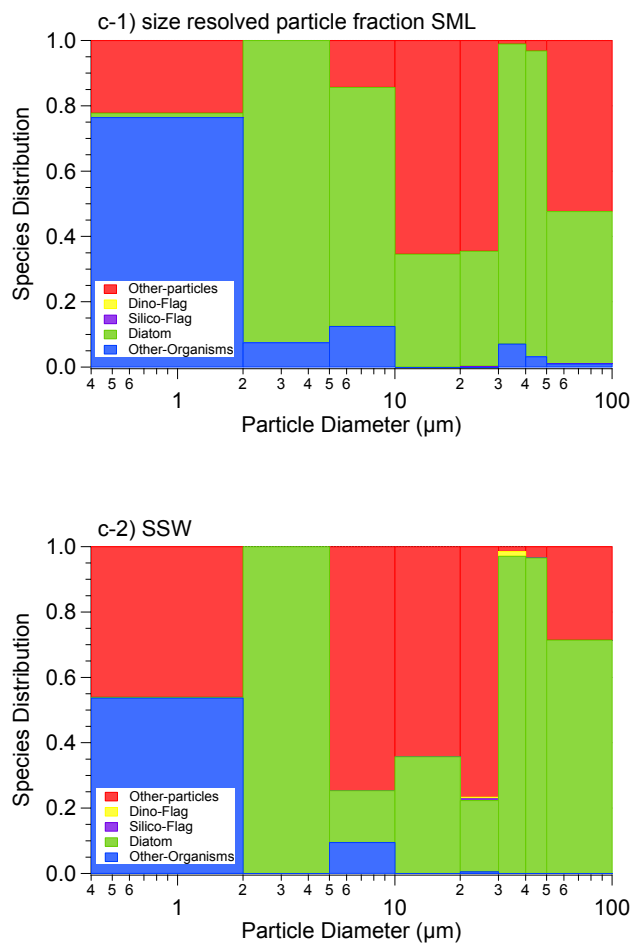 c-1) size resolved particle fraction SML
1.0
0.8
0.6
0.4
0.2
0.0
Species Distribution
Other-particles
Dino-Flag
Silico-Flag
Diatom
Other-Organisms
4 5 6 1 2 3 4 5 6 10 2 3 4 5 6 100
Particle Diameter (µm)
c-2) SSW
1.0
0.8
0.6
0.4
0.2
0.0
Species Distribution
Other-particles
Dino-Flag
Silico-Flag
Diatom
Other-Organisms
4 5 6 1 2 3 4 5 6 10 2 3 4 5 6 100
Particle Diameter (µm)